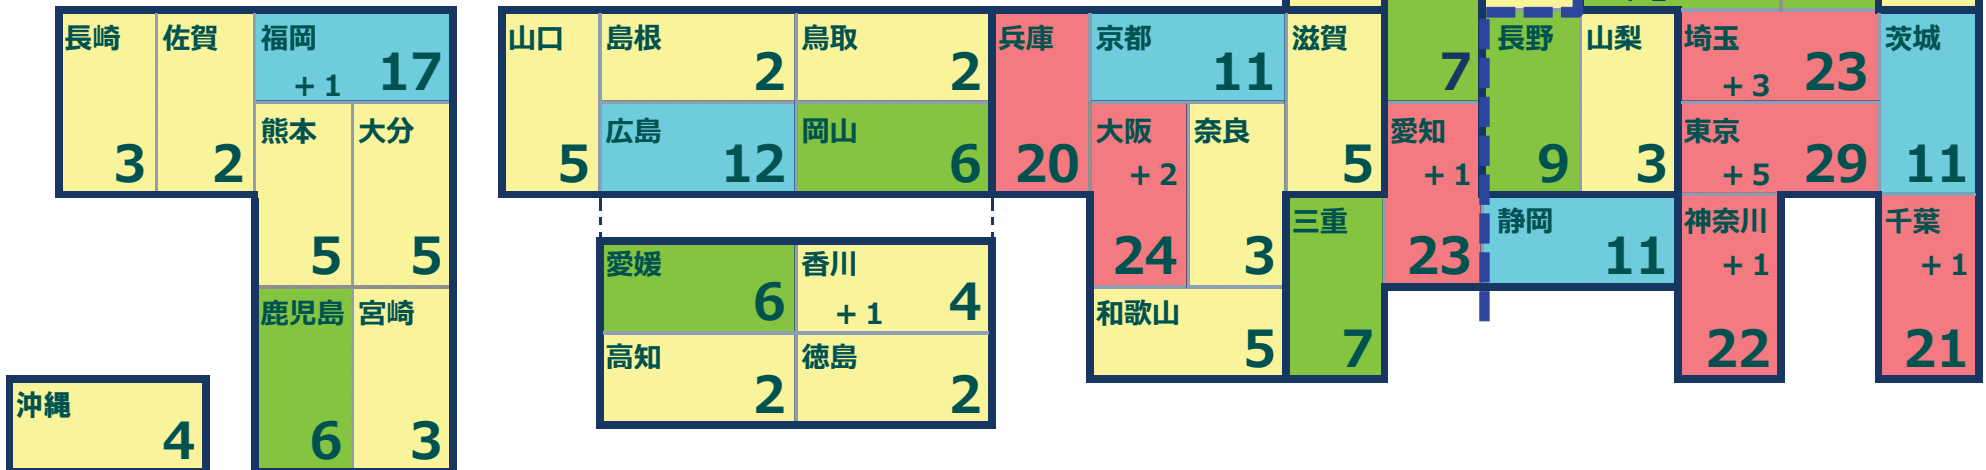 長崎
3
佐賀
2
福岡
+1 17
熊本
5
大分
5
鹿児島
6
宮崎
3
沖縄
4
山口
5
島根
2
鳥取
2
広島
12
岡山
6
愛媛
6
香川
+1 4
高知
2
徳島
2
兵庫
20
京都
11
滋賀
5
大阪
+2
24
奈良
3
和歌山
5
三重
7
7
愛知
+1
23
長野
9
山梨
3
静岡
11
埼玉
+3 23
東京
+5 29
神奈川
+1
22
茨城
11
千葉
+1
21